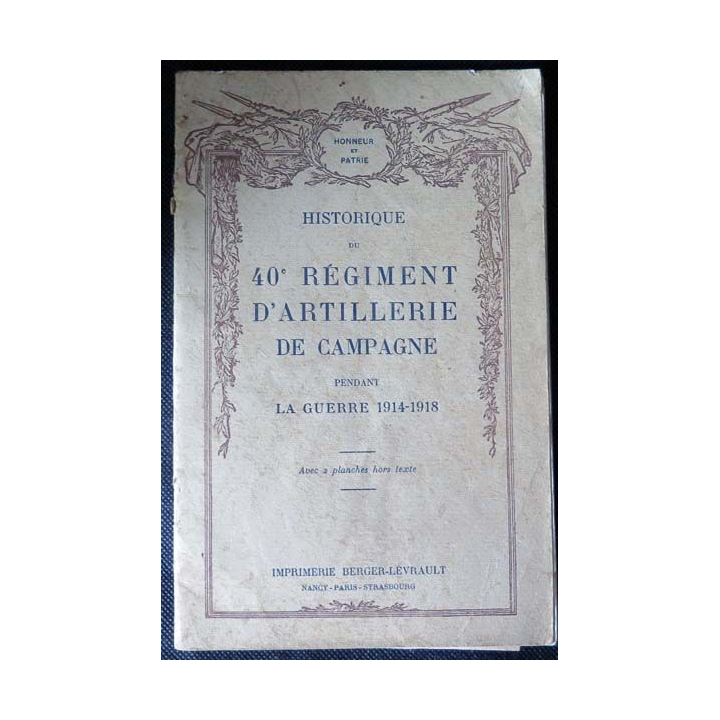 HONNEUR
ET
PATRIE
HISTORIQUE
DU
40e RÉGIMENT
D'ARTILLERIE
DE CAMPAGNE
PENDANT
LA GUERRE 1914-1918
Avec 2 planches hors texte
IMPRIMERIE BERGER-LEVRAULT
NANCY - PARIS - STRASBOURG